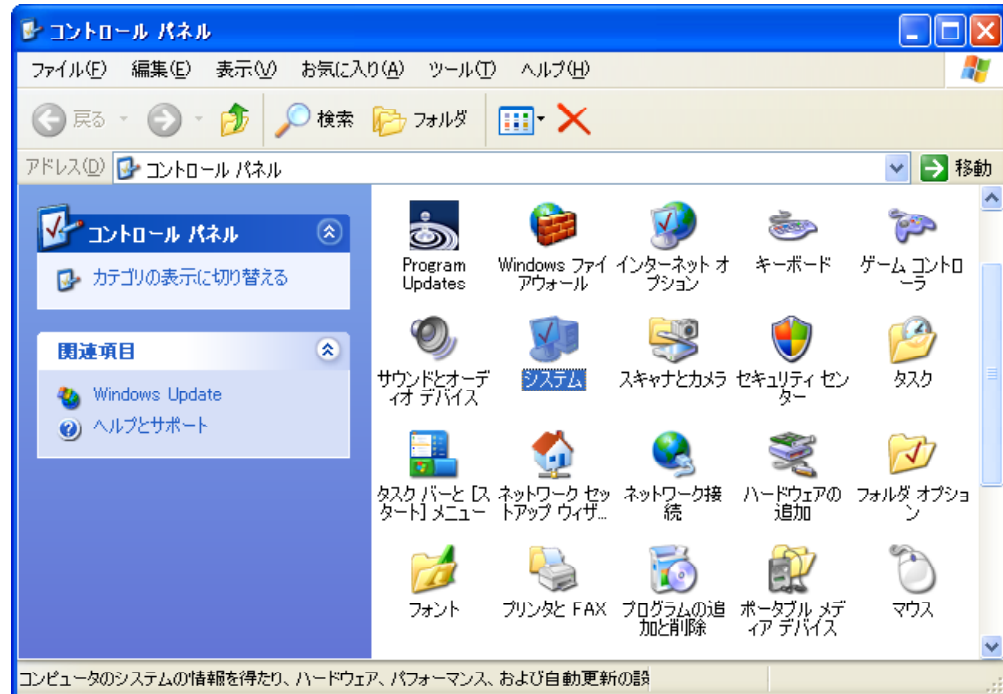 コントロール パネル
ファイル(F) 編集(E) 表示(V) お気に入り(A) ツール(T) ヘルプ(H)
戻る 検索 フォルダ
アドレス(D) コントロール パネル 移動
コントロール パネル
カテゴリの表示に切り替える
関連項目
Windows Update
ヘルプとサポート
Program
Updates
Windows ファイ
アウォール
インターネット オ
プション
キーボード
ゲーム コントロ
ーラ
サウンドとオーデ
ィオ デバイス
システム
スキャナとカメラ
セキュリティ セン
ター
タスク
タスク バーと [ス
タート] メニュー
ネットワーク セッ
トアップ ウィザ...
ネットワーク接
続
ハードウェアの
追加
フォルダ オプショ
ン
フォント
プリンタと FAX
プログラムの追
加と削除
ポータブル メデ
ィア デバイス
マウス
コンピュータのシステムの情報を得たり、ハードウェア、パフォーマンス、および自動更新の設